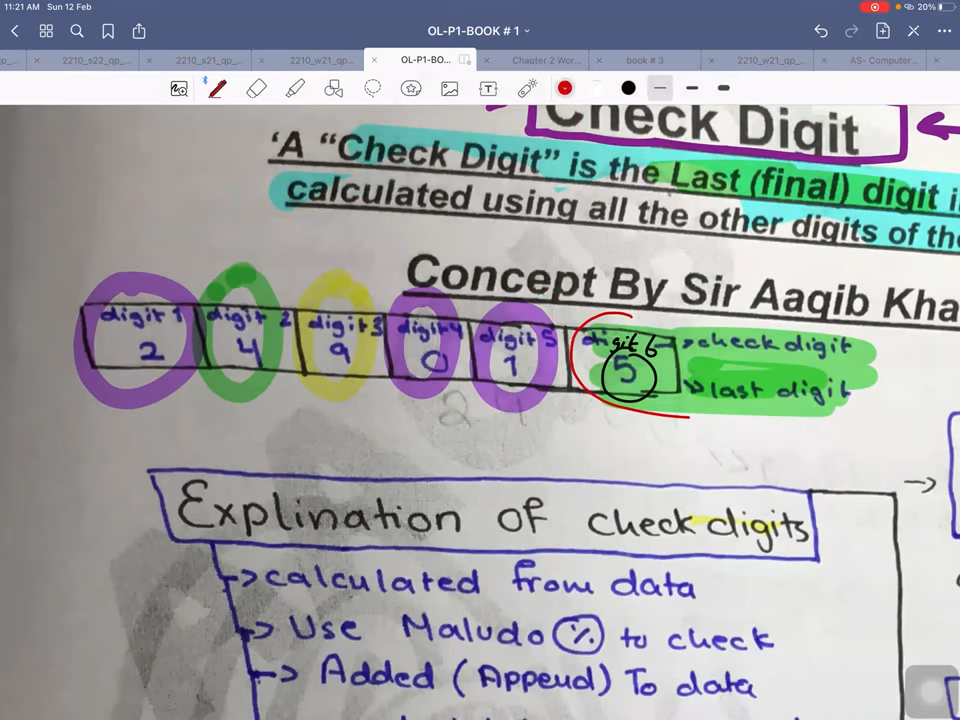 11:21 AM Sun 12 Feb
20%
OL-P1-BOOK # 1
2210_s22_qp_...
2210_s21_qp_...
2210_w21_qp_...
OL-P1-BO...
Chapter 2 Wor...
book # 3
2210_w21_qp_...
AS- Computer...
Check Digit
‘A “Check Digit” is the Last (final) digit i
calculated using all the other digits of the
Concept By Sir Aaqib Kha
digit 1 digit 2 digit 3 digit 4 digit 5 digit 6 check digit
2 4 9 0 1 5 last digit
Explination of check digits
calculated from data
Use Maludo % to check
Added (Append) To data